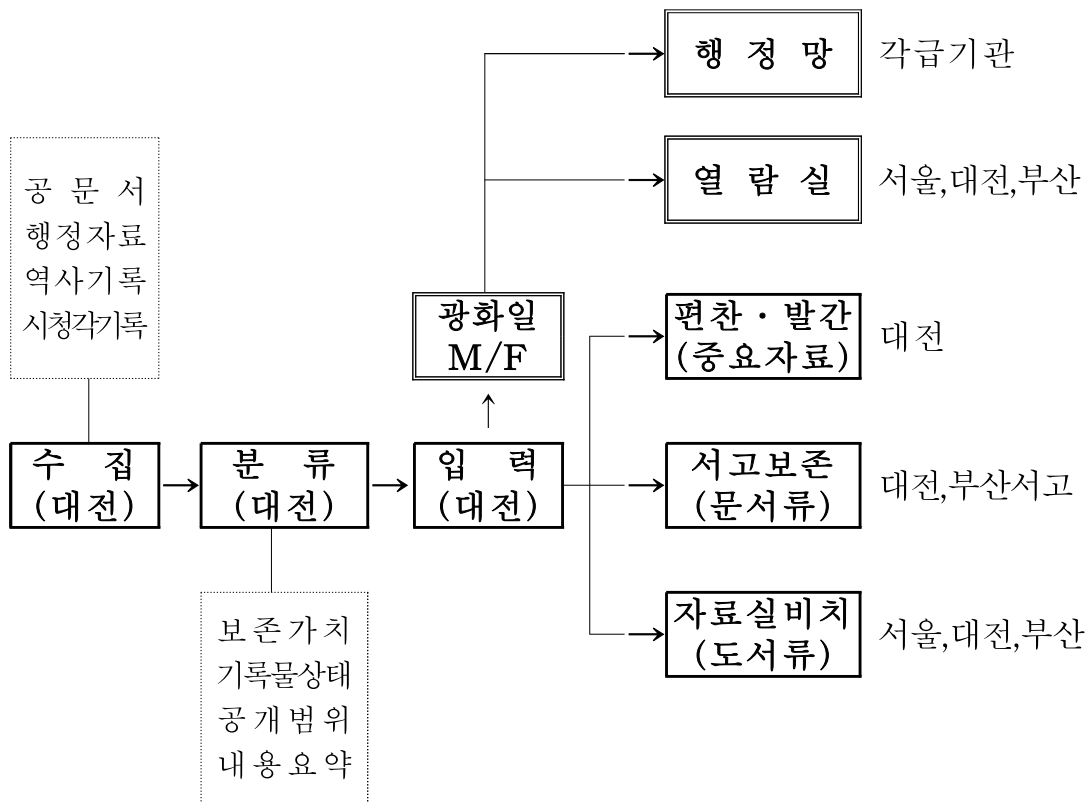 행 정 망
각급기관
열 람 실
서울,대전,부산
공 문 서
행정자료
역사기록
시청각기록
광화일
M/F
편찬·발간
(중요자료)
대전
수 집
(대전)
분 류
(대전)
입 력
(대전)
서고보존
(문서류)
대전,부산서고
보존가치
기록물상태
공개범위
내용요약
자료실비치
(도서류)
서울,대전,부산